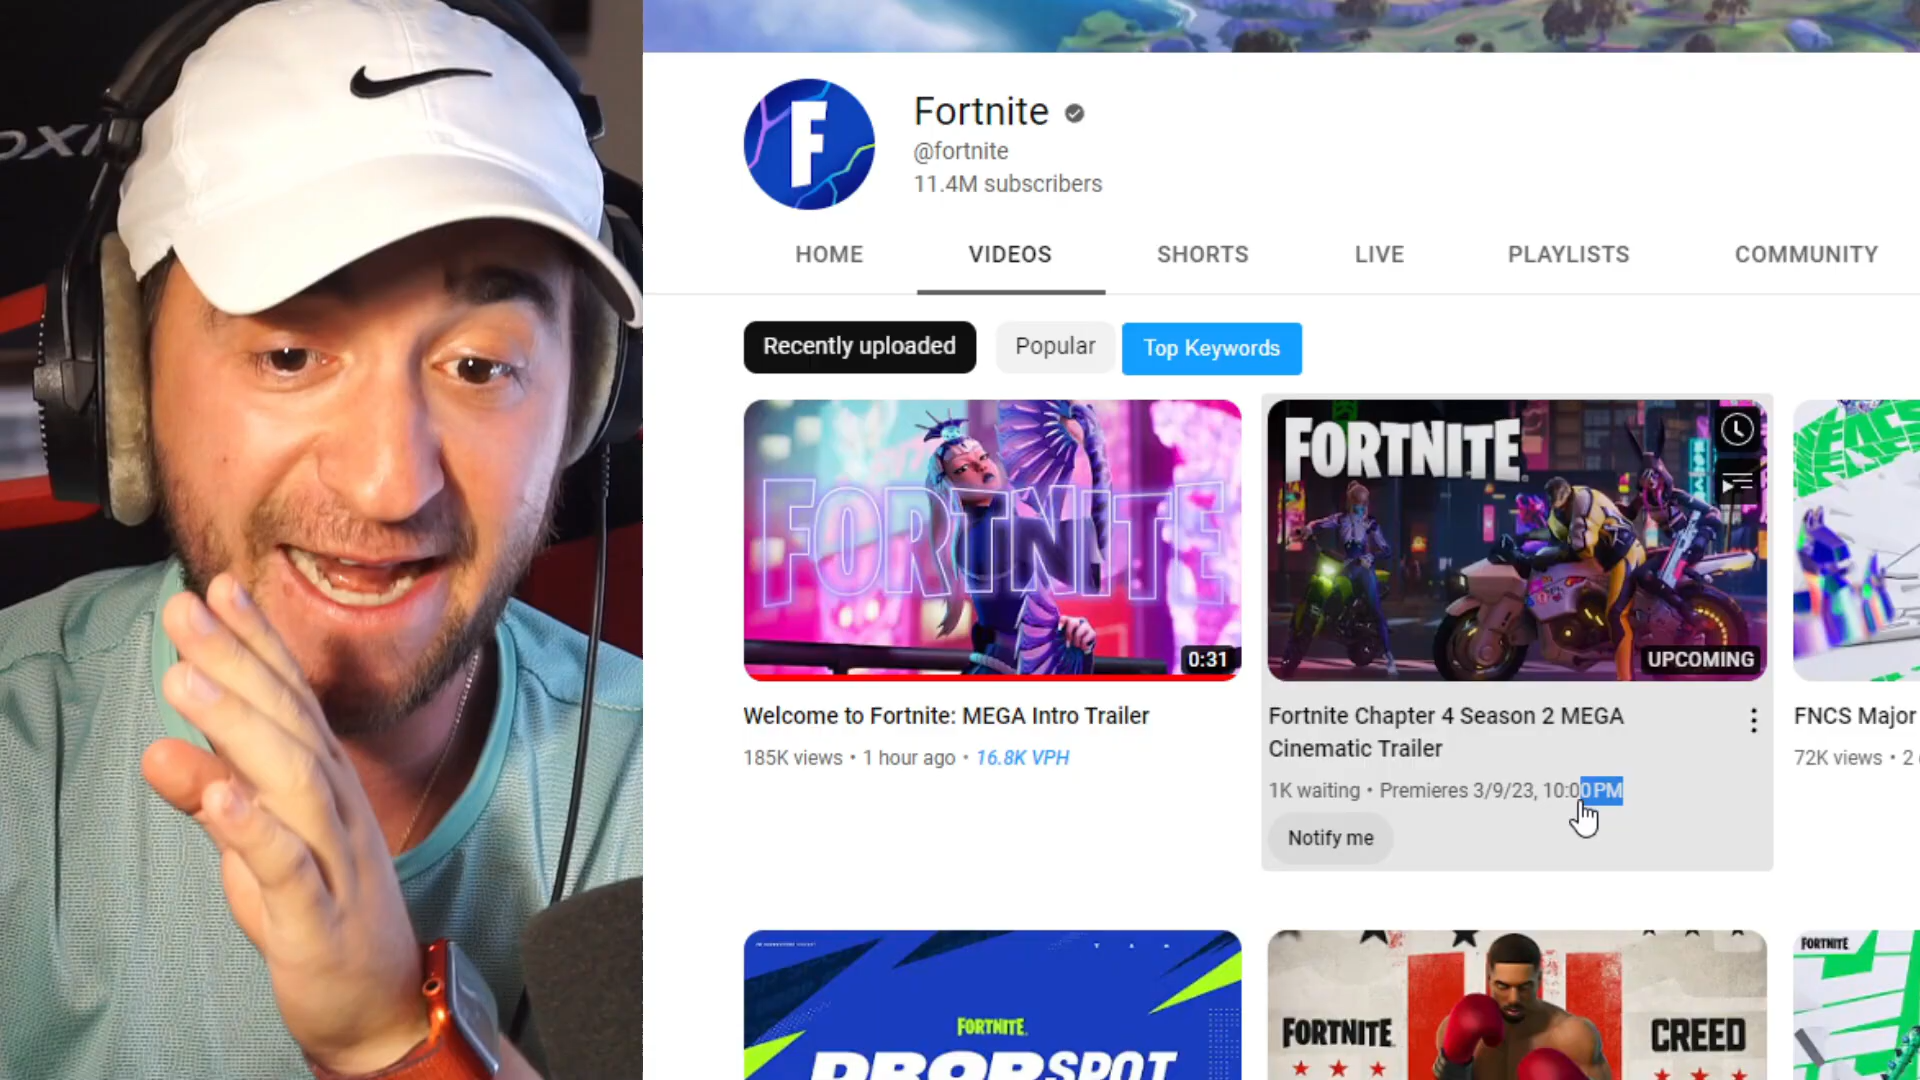 Fortnite
@fortnite
11.4M subscribers
HOME VIDEOS SHORTS LIVE PLAYLISTS COMMUNITY
Recently uploaded Popular Top Keywords
FORTNITE
0:31
FORTNITE
UPCOMING
Welcome to Fortnite: MEGA Intro Trailer
185K views • 1 hour ago • 16.8K VPH
Fortnite Chapter 4 Season 2 MEGA
Cinematic Trailer
1K waiting • Premieres 3/9/23, 10:00 PM
Notify me
FNCS Major
72K views • 2
FORTNITE
DROPSPOT
FORTNITE
CREED
FORTNITE